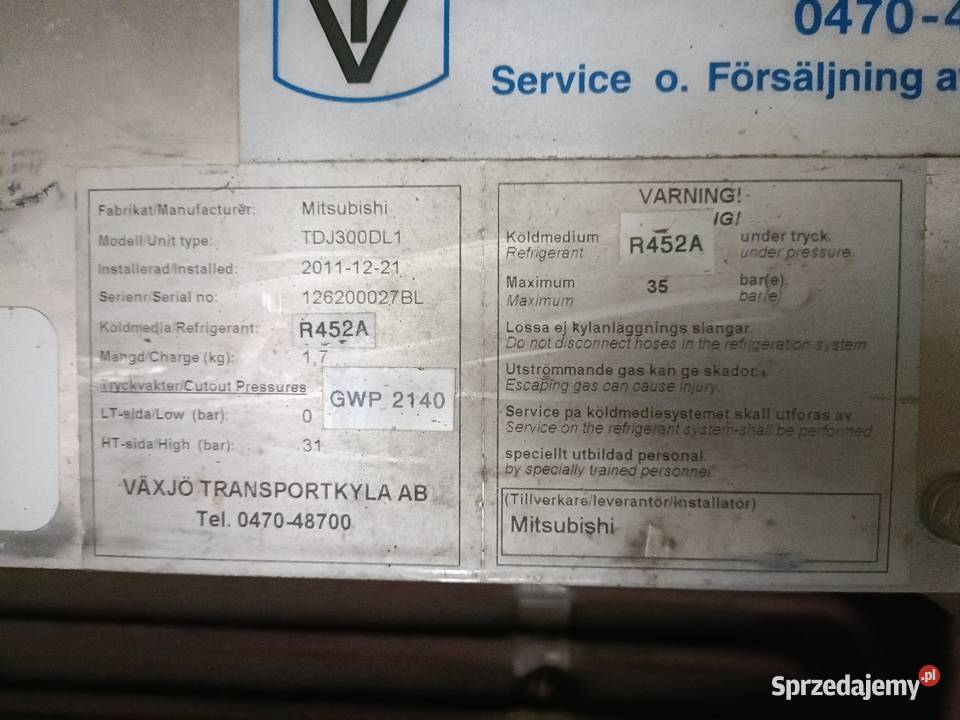 0470-4
Service o. Försäljning a
Fabrikat/Manufacturer: Mitsubishi
Modell/Unit type: TDJ300DL1
Installerad/Installed: 2011-12-21
Serienr/Serial no: 126200027BL
Köldmedia/Refrigerant: R452A
Mängd/Charge (kg): 1,7
Tryckvakter/Cutout Pressures
GWP 2140
LT-sida/Low (bar): 0
HT-sida/High (bar): 31
VÄXJÖ TRANSPORTKYLA AB
Tel. 0470-48700
VARNING!
IG!
Köldmedium R452A under tryck.
Refrigerant under pressure
Maximum 35 bar(e)
Maximum bar(e)
Lossa ej kylanläggnings slangar.
Do not disconnect hoses in the refrigeration system
Utströmmande gas kan ge skador.
Escaping gas can cause injury.
Service på köldmediesystemet skall utföras av
Service on the refrigerant system shall be performed
speciellt utbildad personal.
by specially trained personnel.
(Tillverkare/leverantör/installatör)
Mitsubishi
Sprzedajemy.pl